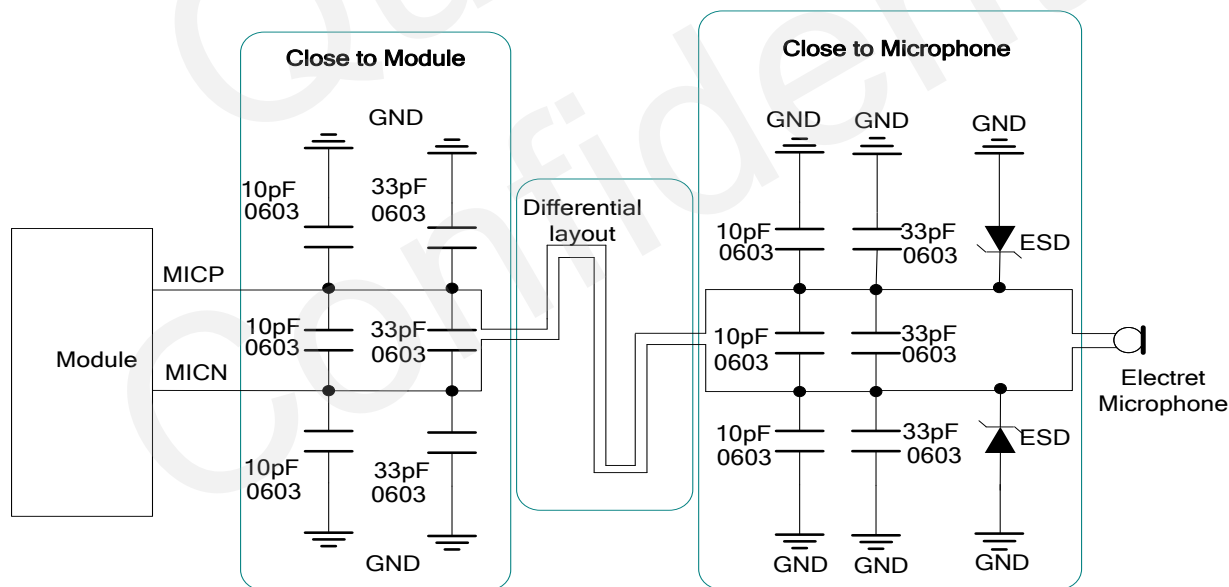 Close to Module
Close to Microphone
GND
GND
GND
GND
10pF
0603
33pF
0603
Differential
layout
10pF
0603
33pF
0603
ESD
MICP
10pF
0603
33pF
0603
10pF
0603
33pF
0603
Module
MICN
Electret
Microphone
10pF
0603
33pF
0603
10pF
0603
33pF
0603
ESD
GND
GND
GND
GND